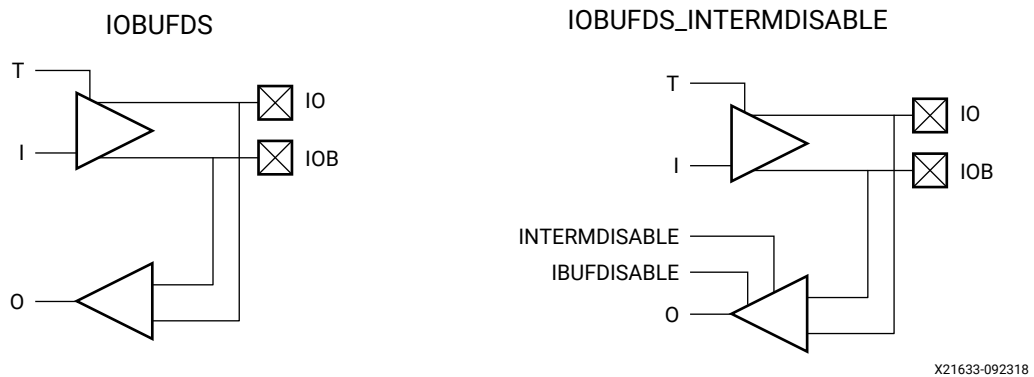 IOBUFDS
T
IO
I
IOB
O
IOBUFDS_INTERMDISABLE
T
IO
I
IOB
INTERMDISABLE
IBUFDISABLE
O
X21633-092318